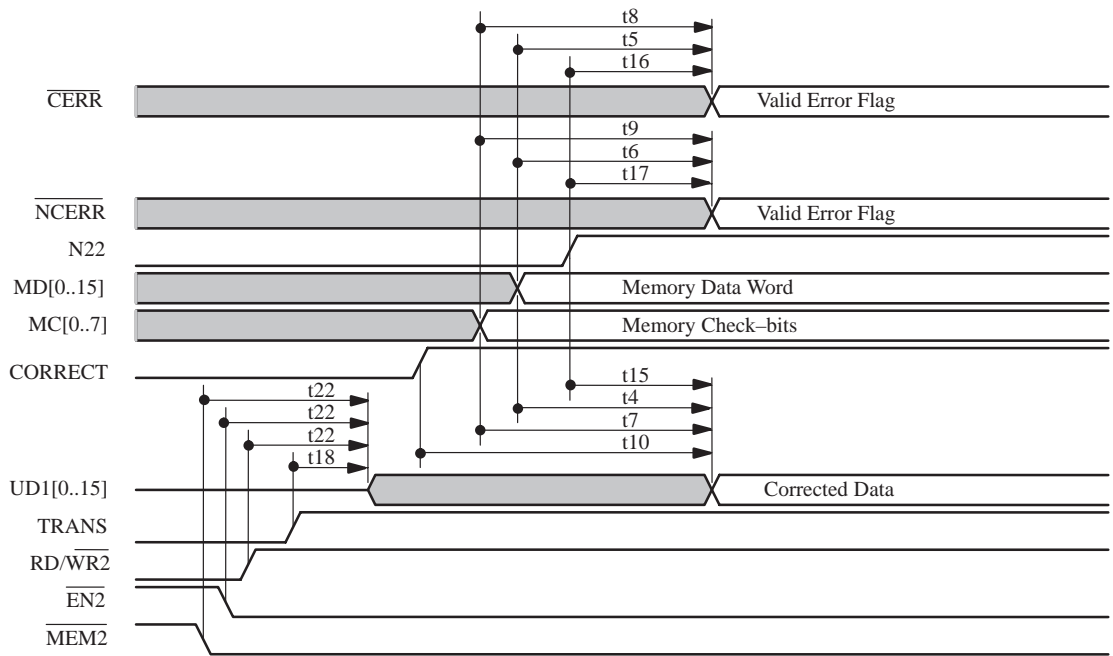 t8
t5
t16
CERR Valid Error Flag
t9
t6
t17
NCERR Valid Error Flag
N22
MD[0..15] Memory Data Word
MC[0..7] Memory Check–bits
CORRECT
t15
t22
t4
t22
t7
t22
t10
t18
UD1[0..15] Corrected Data
TRANS
RD/WR2
EN2
MEM2